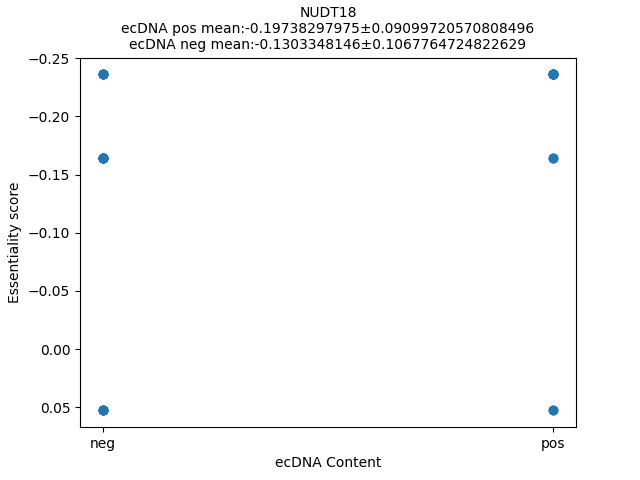 NUDT18
ecDNA pos mean:-0.19738297975±0.09099720570808496
ecDNA neg mean:-0.1303348146±0.1067764724822629
−0.25
−0.20
−0.15
−0.10
−0.05
0.00
0.05
Essentiality score
neg
pos
ecDNA Content